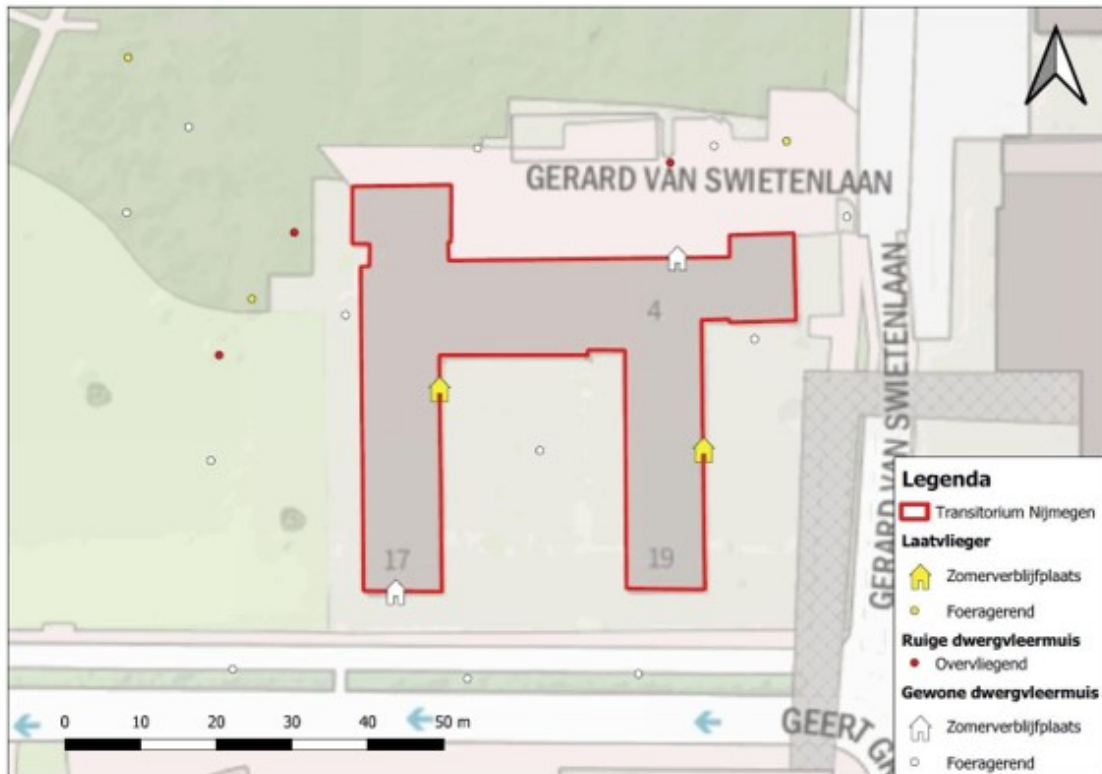 GERARD VAN SWIETENLAAN
GERARD VAN SWIETENLAAN
4
17
19
GEERT G
0 10 20 30 40 50 m
Legenda
Transitorium Nijmegen
Laatvlieger
Zomerverblijfplaats
Foeragerend
Ruige dwergvleermuis
Overvliegend
Gewone dwergvleermuis
Zomerverblijfplaats
Foeragerend